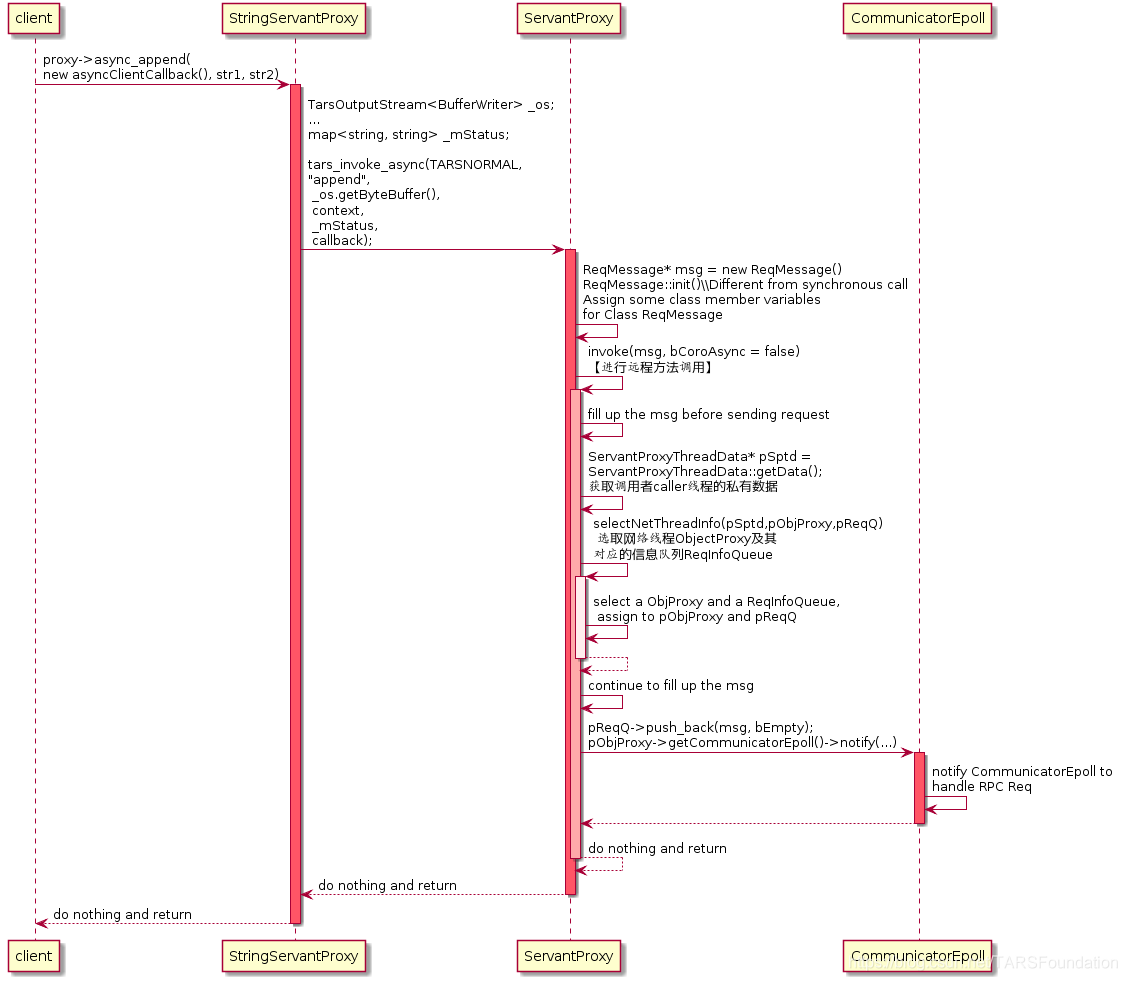 client
StringServantProxy
ServantProxy
CommunicatorEpoll
proxy->async_append(
new asyncClientCallback(), str1, str2)
TarsOutputStream<BufferWriter> _os;
...
map<string, string> _mStatus;
tars_invoke_async(TARSNORMAL,
"append",
_os.getByteBuffer(),
context,
_mStatus,
callback);
ReqMessage* msg = new ReqMessage()
ReqMessage::init()\\Different from synchronous call
Assign some class member variables
for Class ReqMessage
invoke(msg, bCoroAsync = false)
【进行远程方法调用】
fill up the msg before sending request
ServantProxyThreadData* pSptd =
ServantProxyThreadData::getData();
获取调用者caller线程的私有数据
selectNetThreadInfo(pSptd,pObjProxy,pReqQ)
选取网络线程ObjectProxy及其
对应的信息队列ReqInfoQueue
select a ObjProxy and a ReqInfoQueue,
assign to pObjProxy and pReqQ
continue to fill up the msg
pReqQ->push_back(msg, bEmpty);
pObjProxy->getCommunicatorEpoll()->notify(...)
notify CommunicatorEpoll to
handle RPC Req
do nothing and return
do nothing and return
do nothing and return
client
StringServantProxy
ServantProxy
CommunicatorEpoll
https://blog.csdn.net/TARSFoundation